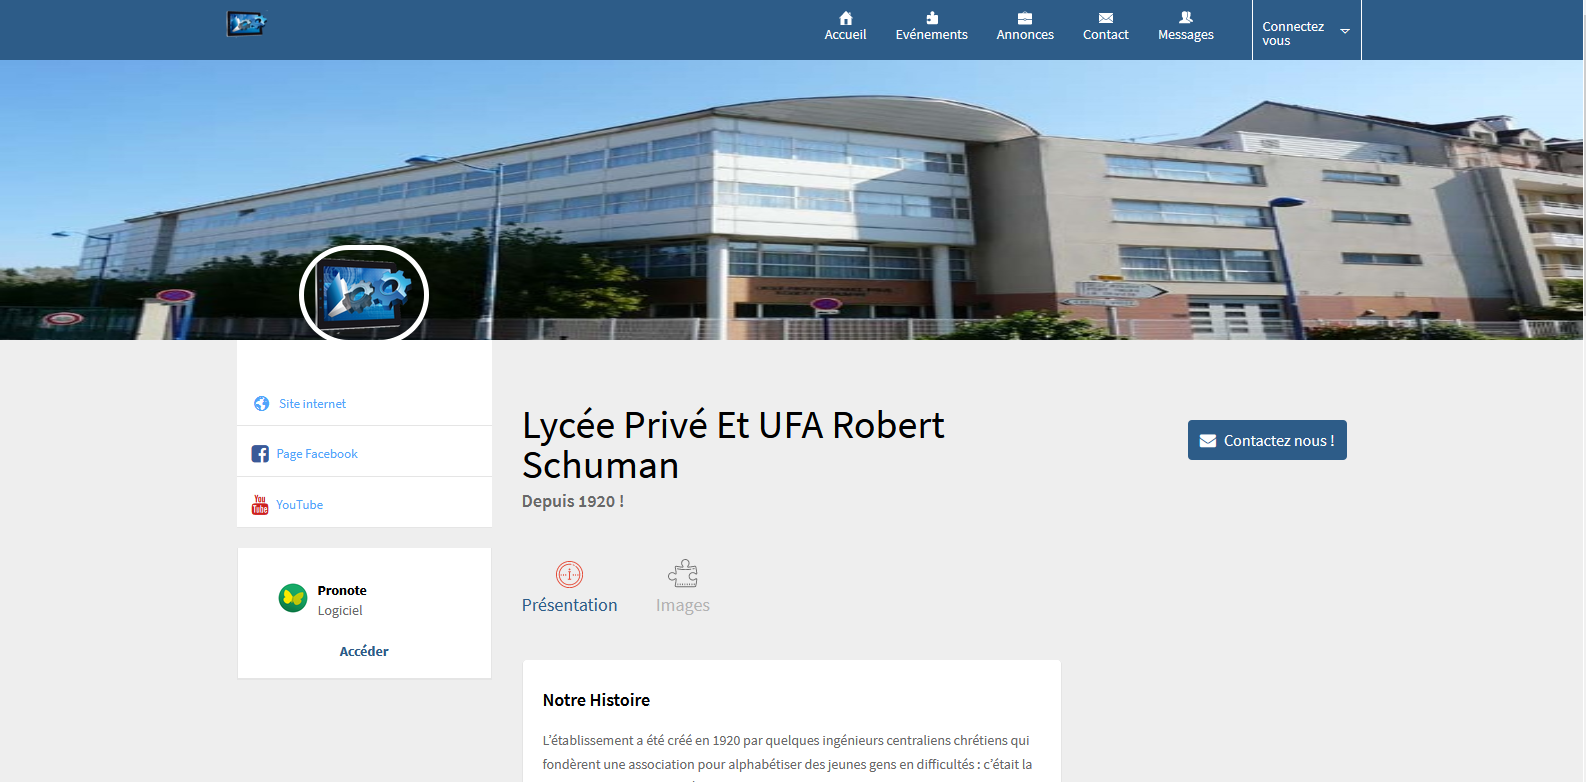 Accueil
Evénements
Annonces
Contact
Messages
Connectez
vous
Site internet
Page Facebook
You
Tube
YouTube
Pronote
Logiciel
Accéder
Lycée Privé Et UFA Robert
Schuman
Depuis 1920 !
Contactez nous !
Présentation
Images
Notre Histoire
L'établissement a été créé en 1920 par quelques ingénieurs centraliens chrétiens qui
fondèrent une association pour alphabétiser des jeunes gens en difficultés : c'était la